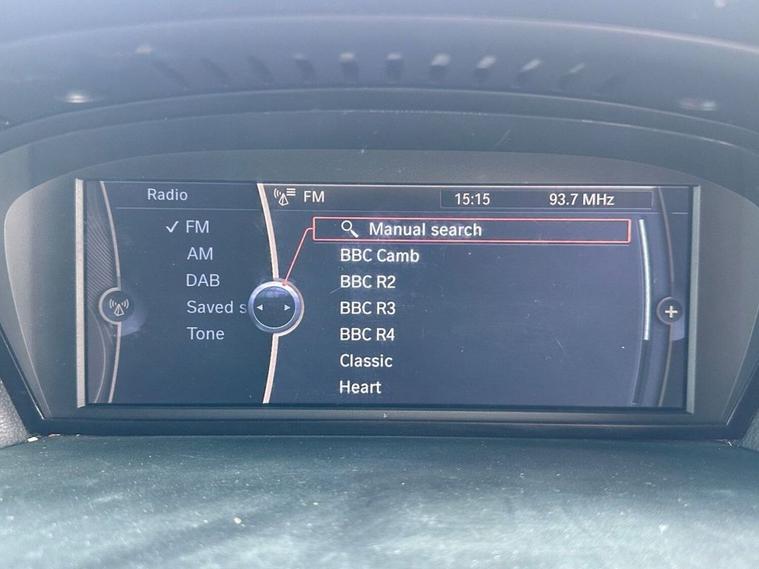 Radio
FM
AM
DAB
Saved s
Tone
FM 15:15 93.7 MHz
Manual search
BBC Camb
BBC R2
BBC R3
BBC R4
Classic
Heart